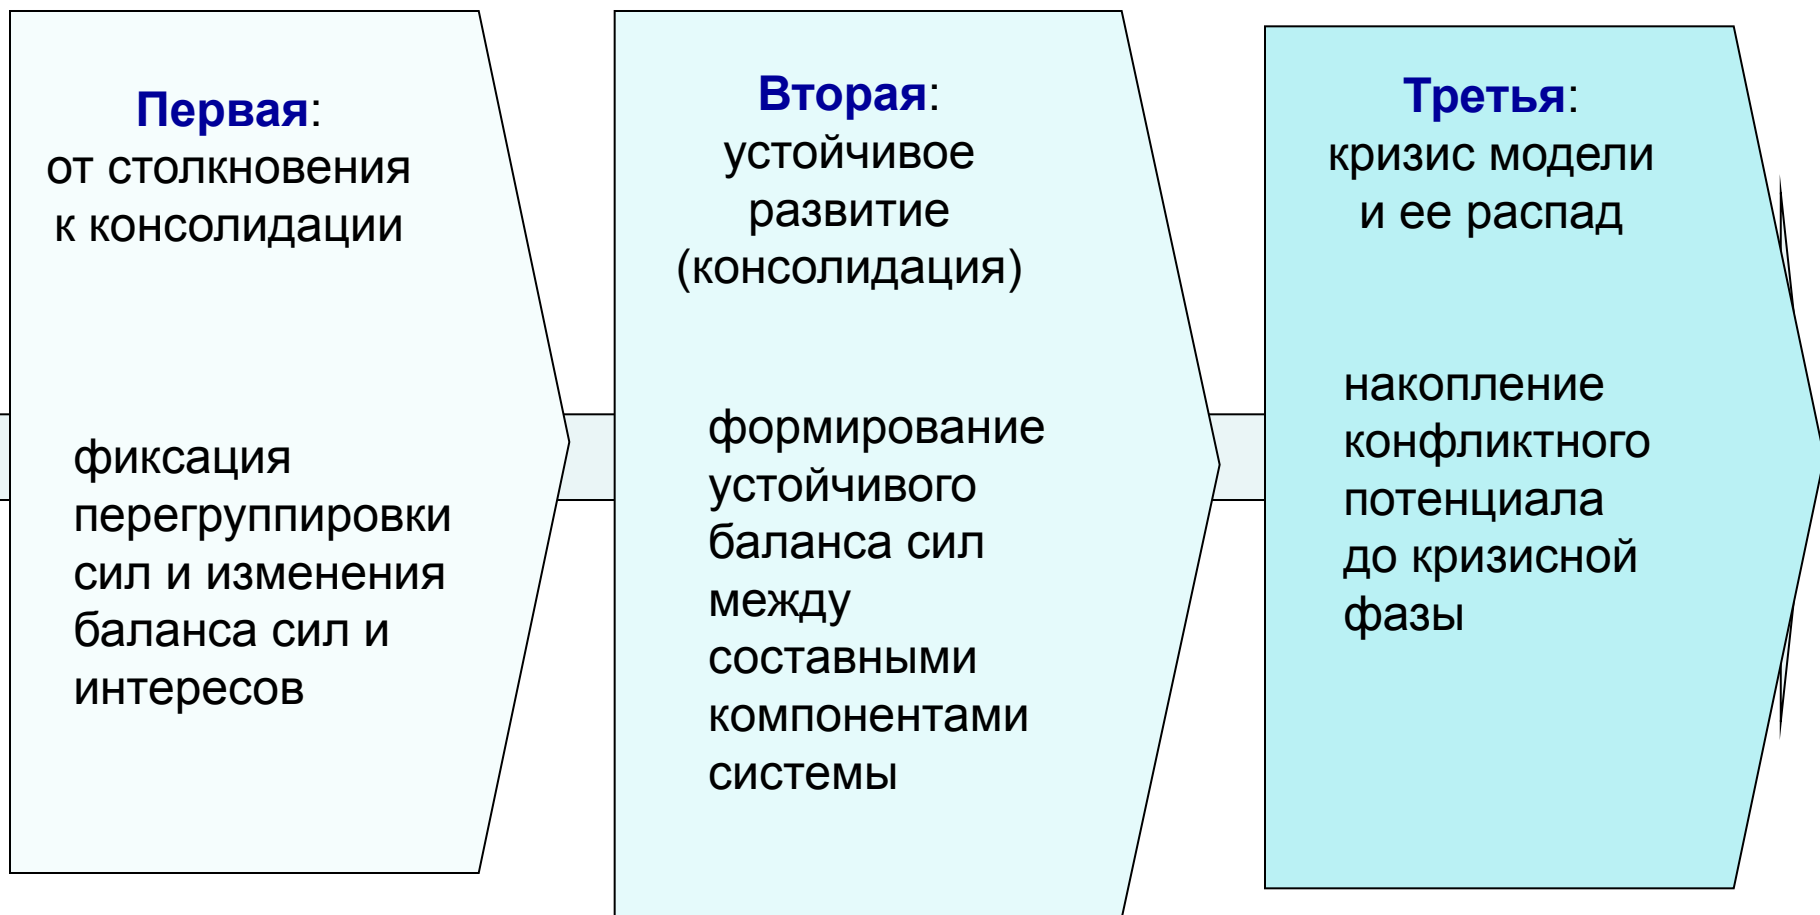 Первая:
от столкновения
к консолидации
фиксация
перегруппировки
сил и изменения
баланса сил и
интересов
Вторая:
устойчивое
развитие
(консолидация)
формирование
устойчивого
баланса сил
между
составными
компонентами
системы
Третья:
кризис модели
и ее распад
накопление
конфликтного
потенциала
до кризисной
фазы